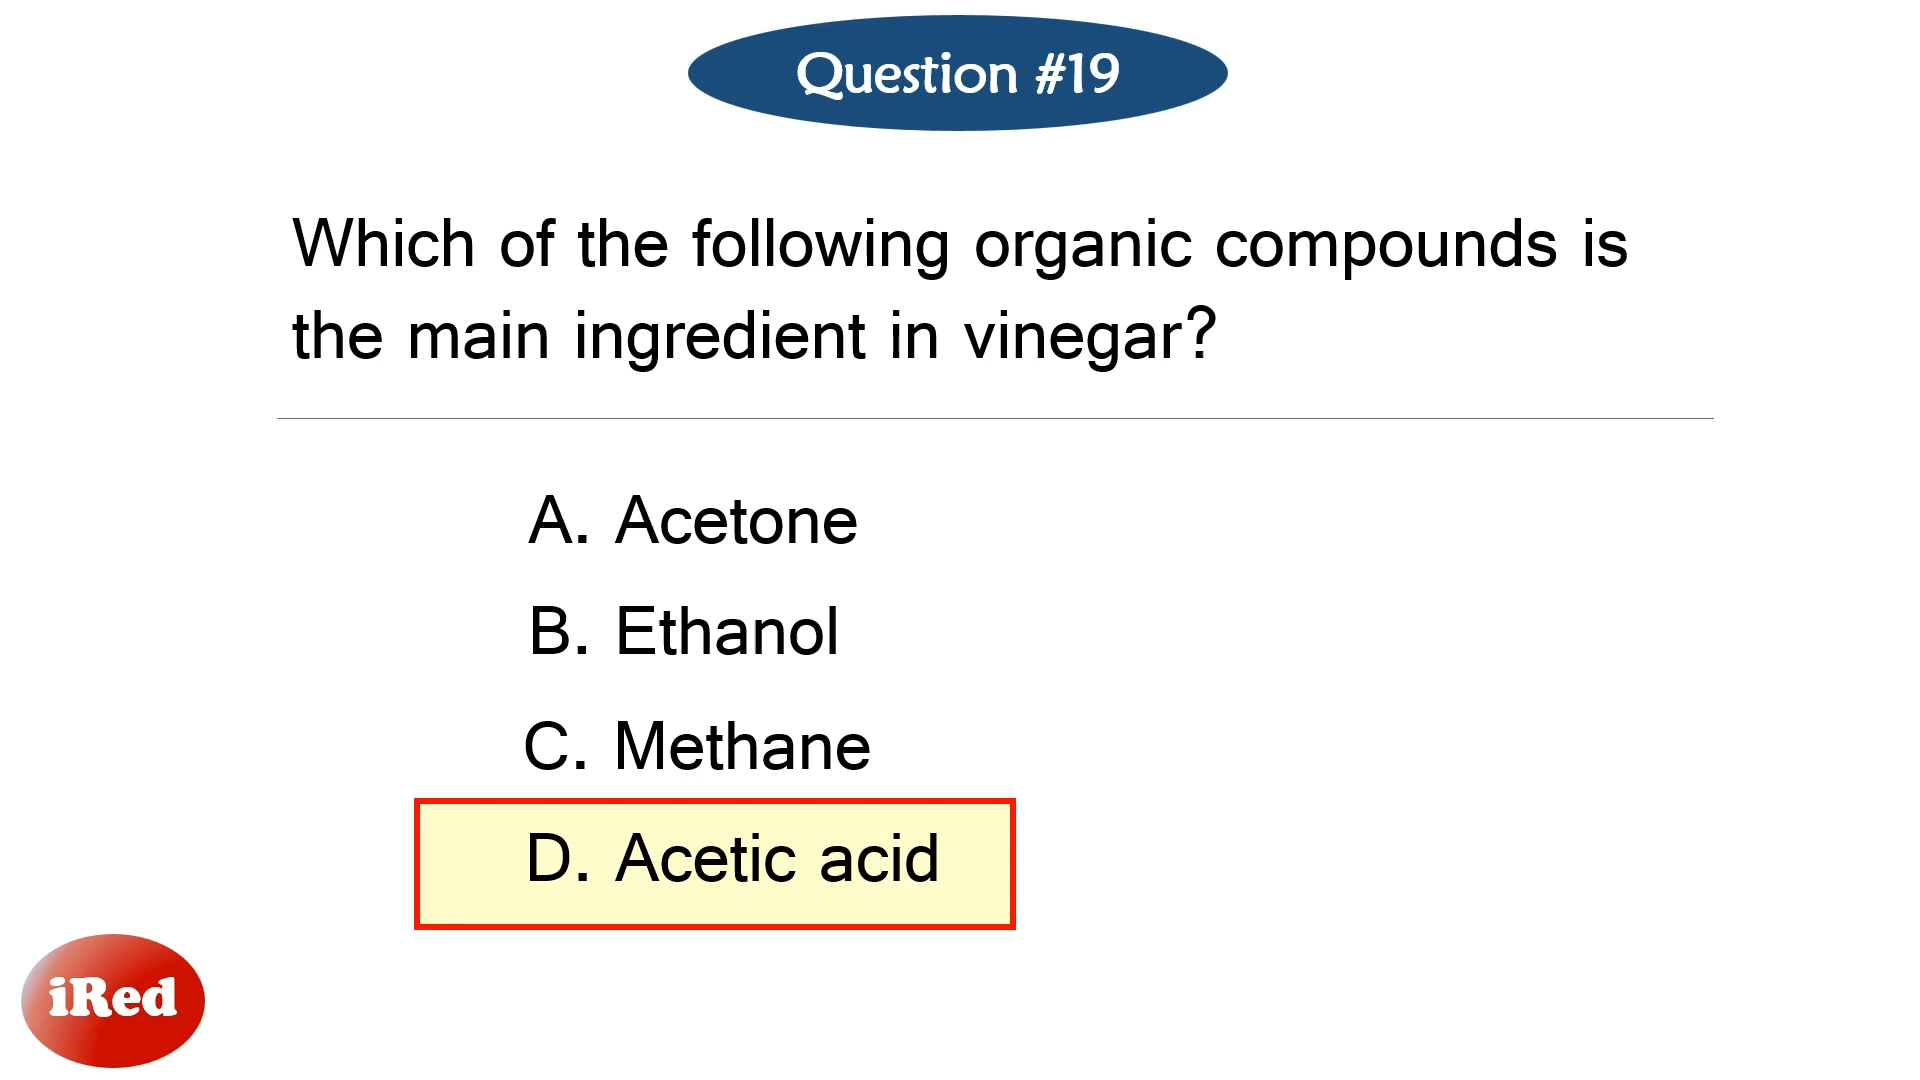 Question #19
Which of the following organic compounds is
the main ingredient in vinegar?
A. Acetone
B. Ethanol
C. Methane
D. Acetic acid
iRed